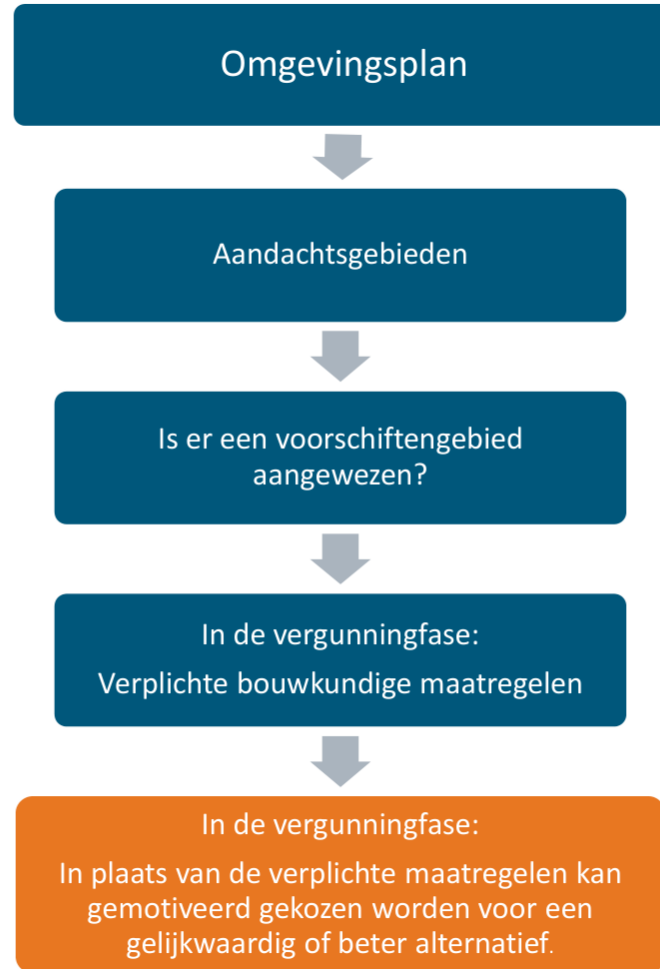 Omgevingsplan
Aandachtsgebieden
Is er een voorschiftengebied
aangewezen?
In de vergunningfase:
Verplichte bouwkundige maatregelen
In de vergunningfase:
In plaats van de verplichte maatregelen kan
gemotiveerd gekozen worden voor een
gelijkwaardig of beter alternatief.